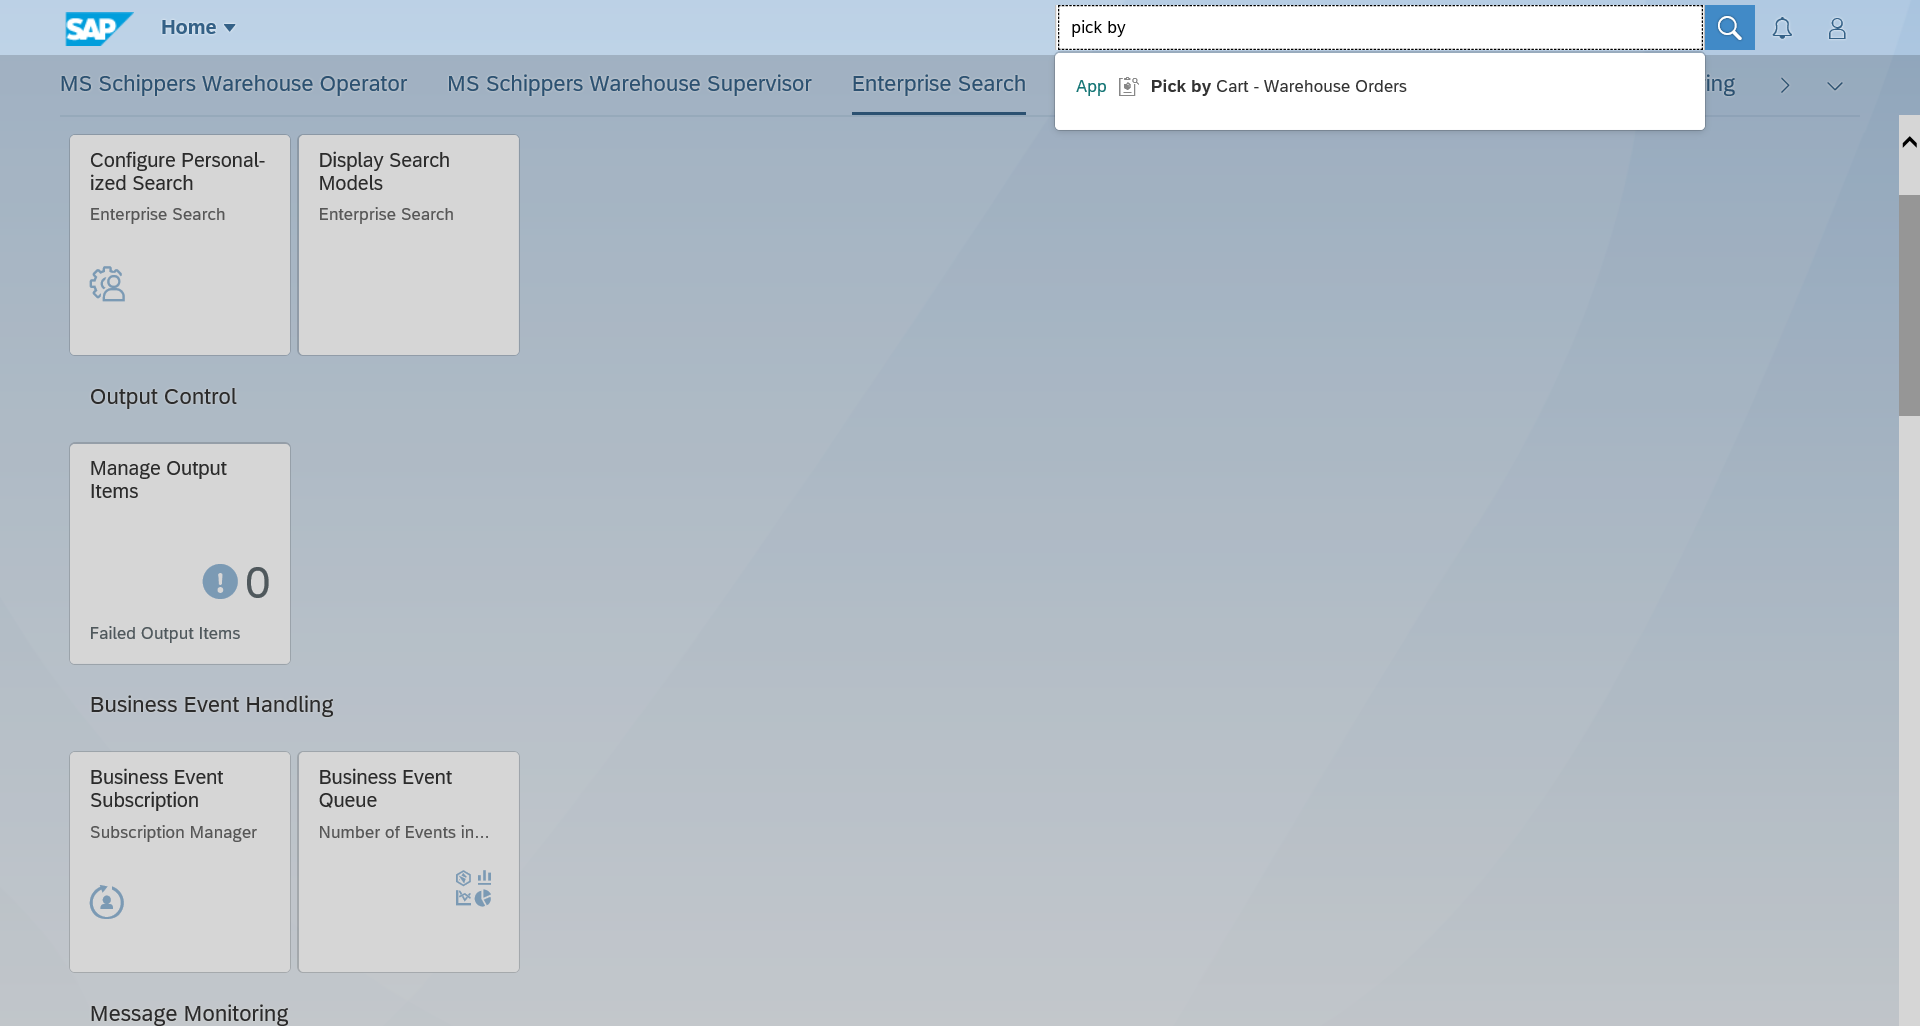 SAP
Home
pick by
MS Schippers Warehouse Operator
MS Schippers Warehouse Supervisor
Enterprise Search
ing
App Pick by Cart - Warehouse Orders
Configure Personal-
ized Search
Enterprise Search
Display Search
Models
Enterprise Search
Output Control
Manage Output
Items
0
Failed Output Items
Business Event Handling
Business Event
Subscription
Subscription Manager
Business Event
Queue
Number of Events in...
Message Monitoring